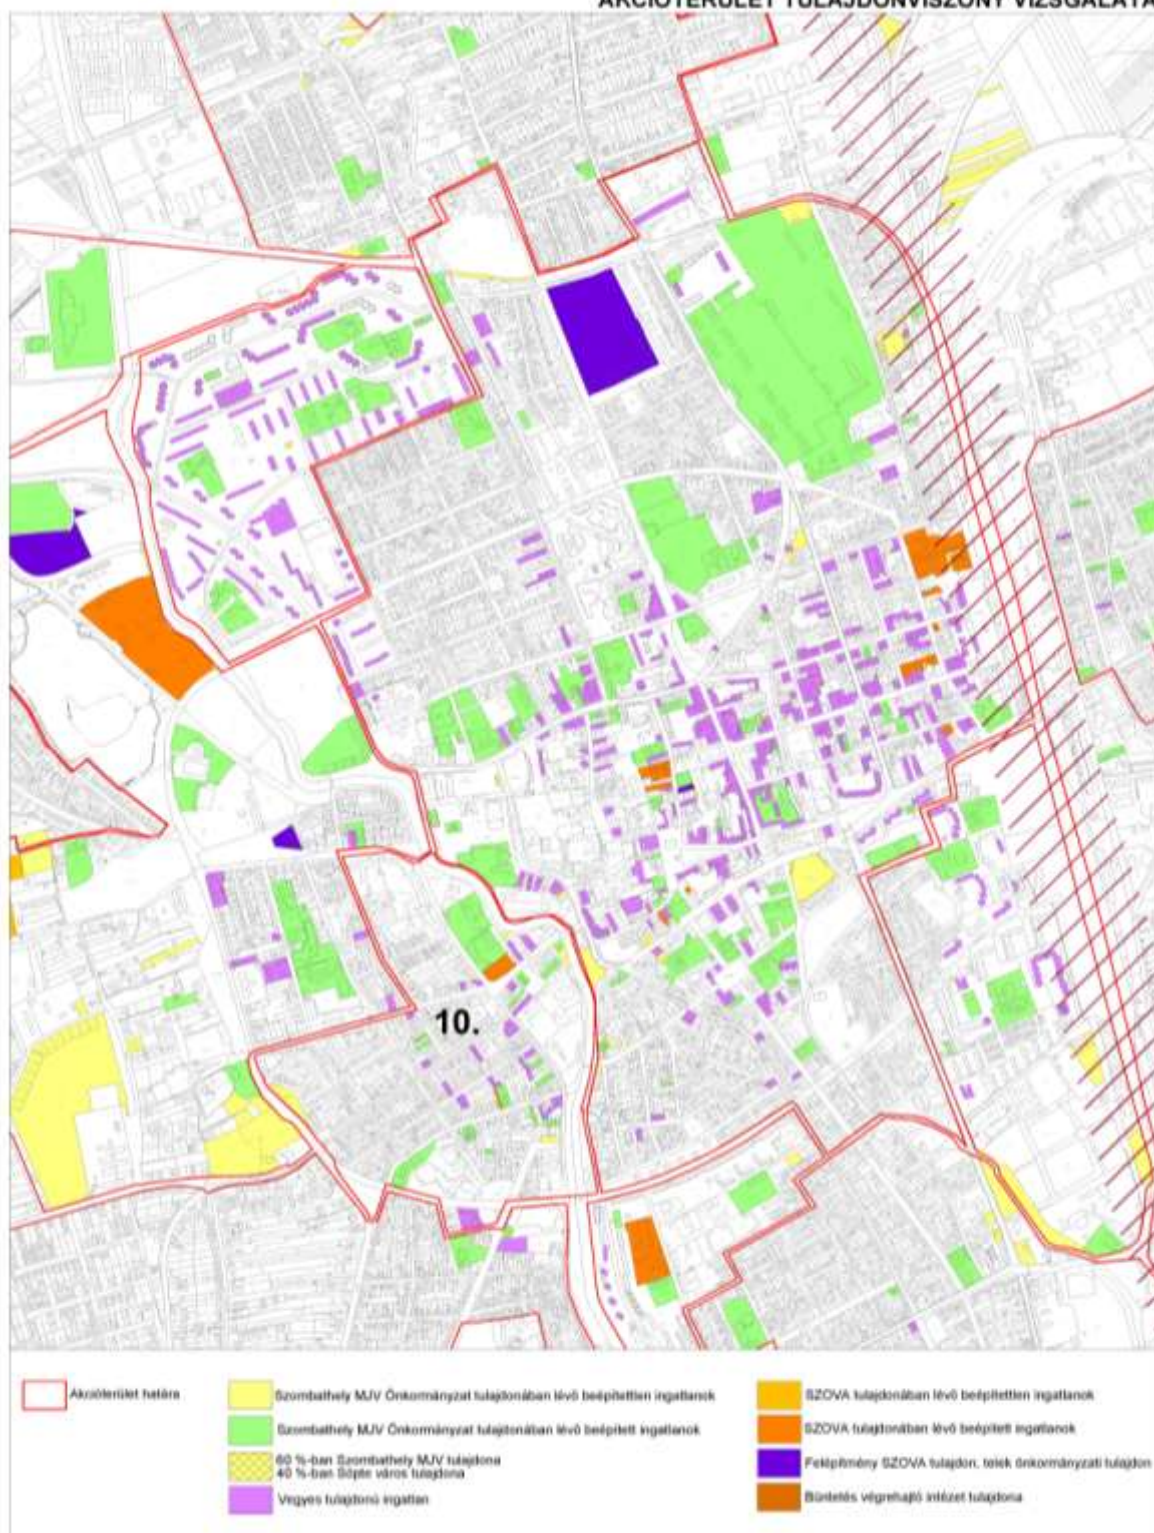 AKCIÓTERÜLET TULAJDONVISZONY VIZSGÁLATA
10.
Akcióterület határa
Szombathely MJV Önkormányzat tulajdonában lévő beépítetlen ingatlanok
Szombathely MJV Önkormányzat tulajdonában lévő beépített ingatlanok
60 %-ban Szombathely MJV tulajdona
40 %-ban Söpte város tulajdona
Vegyes tulajdonú ingatlan
SZOVA tulajdonában lévő beépítetlen ingatlanok
SZOVA tulajdonában lévő beépített ingatlanok
Felépítmény SZOVA tulajdon, telek önkormányzati tulajdon
Büntetés végrehajtó intézet tulajdona